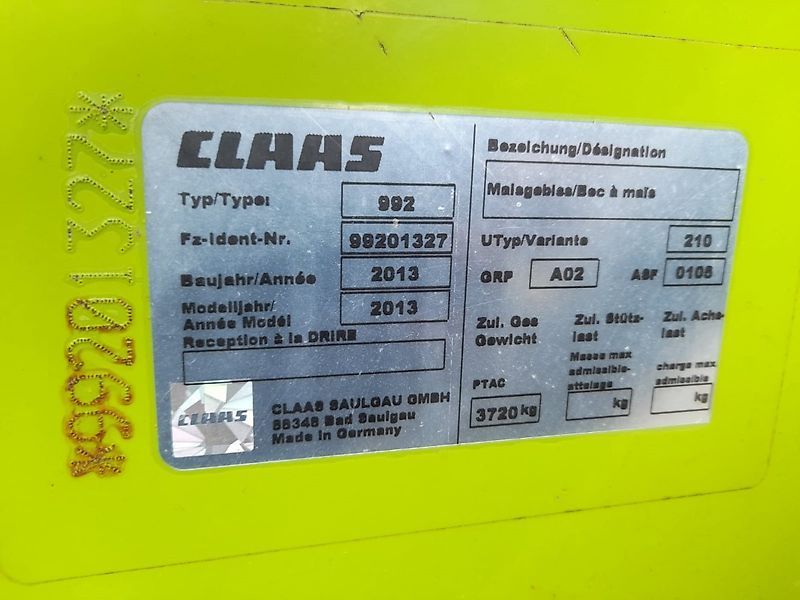 *99201327*
CLAAS
Typ/Type: 992
Fz-Ident-Nr. 99201327
Baujahr/Année 2013
Modelljahr/
Année Modèl 2013
Reception à la DRIRE
CLAAS
CLAAS SAULGAU GMBH
88348 Bad Saulgau
Made in Germany
Bezeichung/Désignation
Maisgebiss/Bec à maïs
UTyp/Variante 210
GRP A02 ASF 0105
Zul. Ges
Gewicht
PTAC
3720 kg
Zul. Stütz-
last
Masse max
admissible-
attelage
kg
Zul. Achs-
last
charge max
admissible
kg